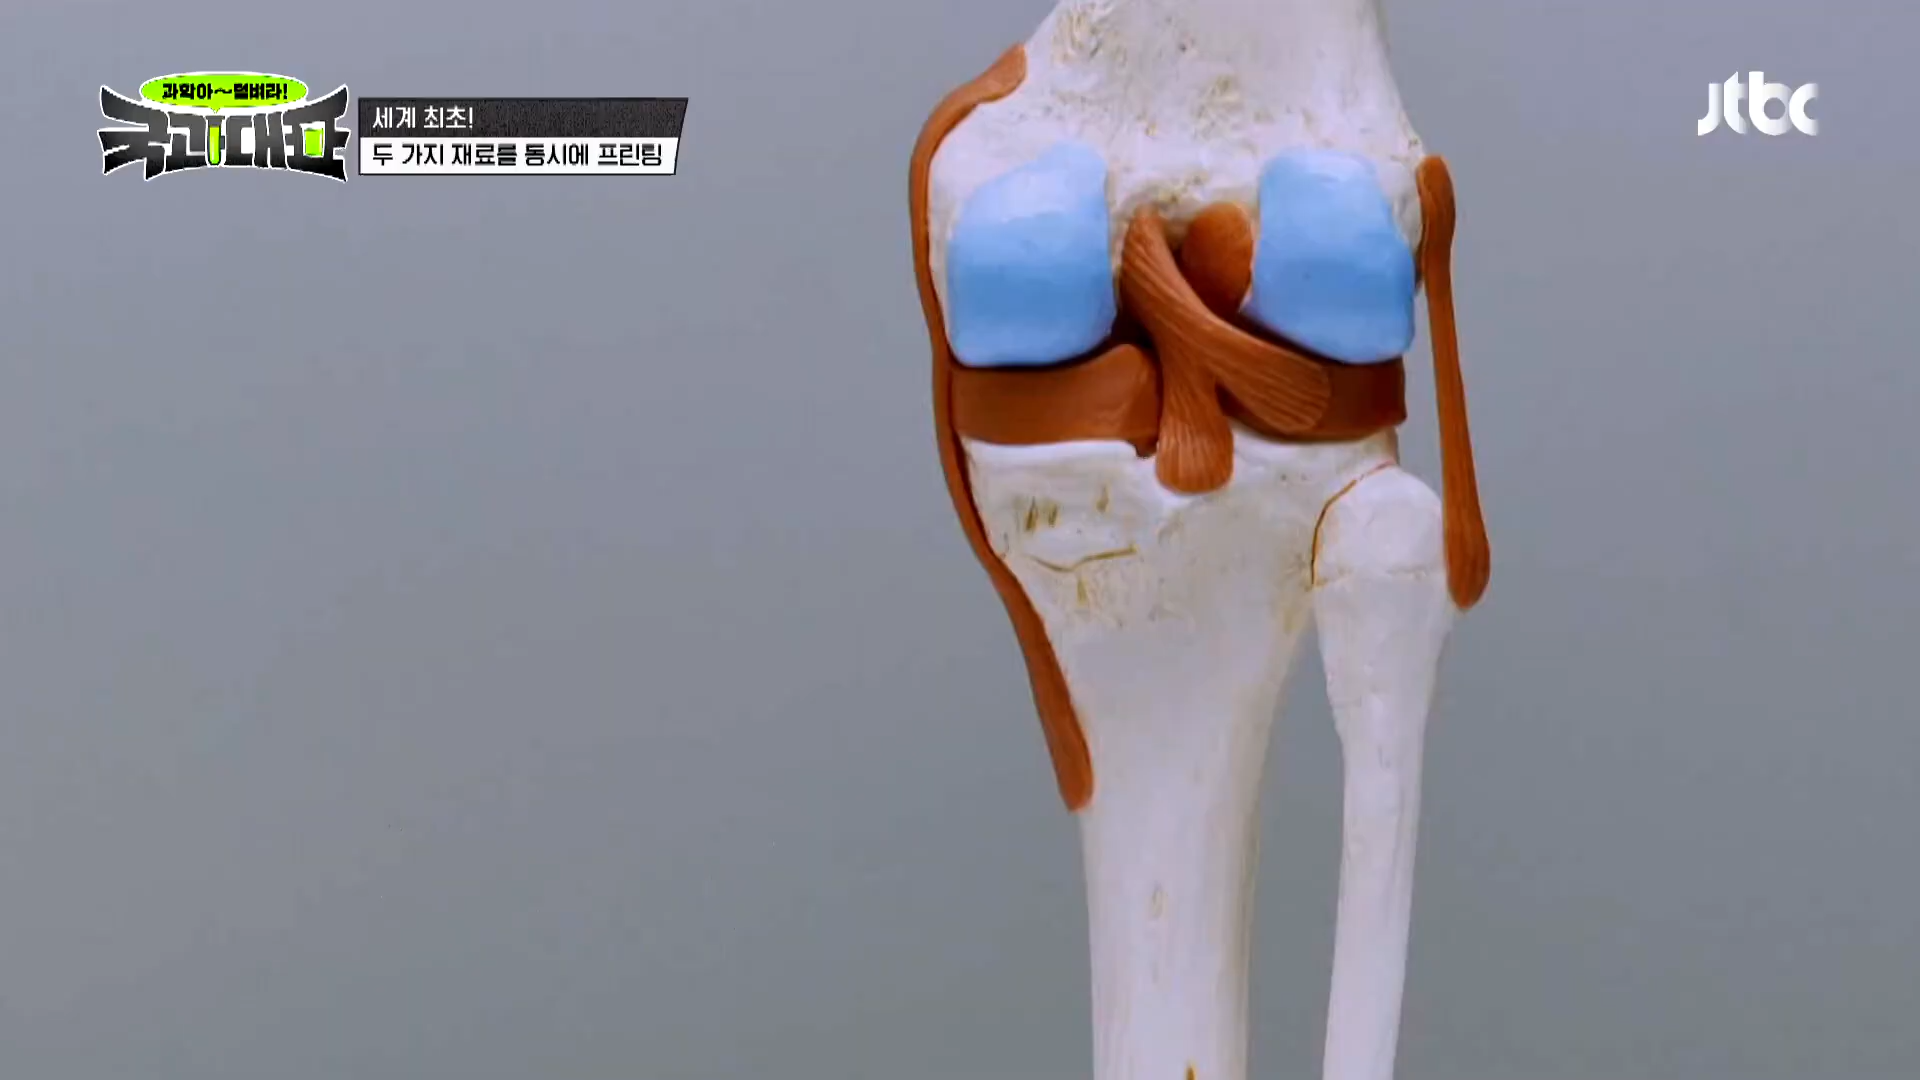 과학아~덤벼라!
국과대표
세계 최초!
두 가지 재료를 동시에 프린팅
jtbc